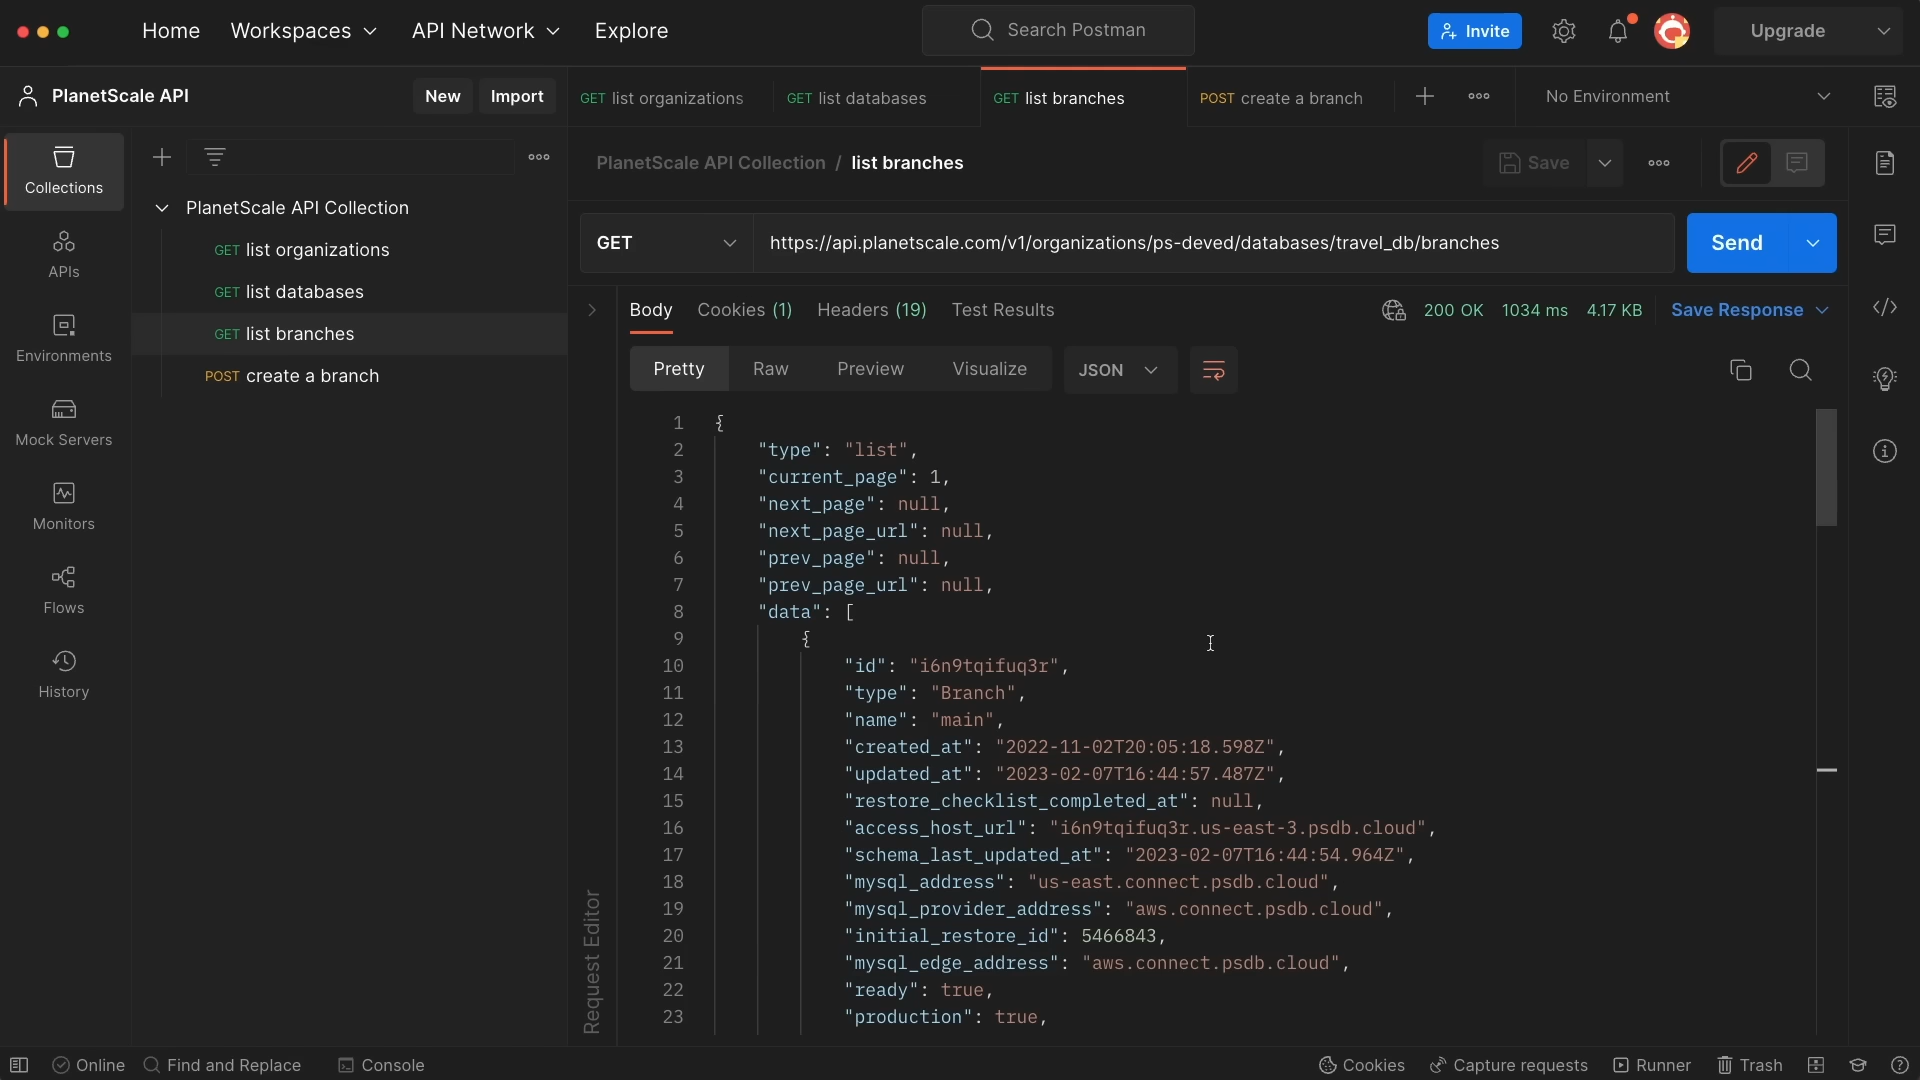 Home Workspaces API Network Explore Search Postman Invite Upgrade
PlanetScale API New Import
GET list organizations GET list databases GET list branches POST create a branch No Environment
Collections
APIs
Environments
Mock Servers
Monitors
Flows
History
PlanetScale API Collection
GET list organizations
GET list databases
GET list branches
POST create a branch
PlanetScale API Collection / list branches Save
GET https://api.planetscale.com/v1/organizations/ps-deved/databases/travel_db/branches Send
Body Cookies (1) Headers (19) Test Results 200 OK 1034 ms 4.17 KB Save Response
Pretty Raw Preview Visualize JSON
1 {
2 "type": "list",
3 "current_page": 1,
4 "next_page": null,
5 "next_page_url": null,
6 "prev_page": null,
7 "prev_page_url": null,
8 "data": [
9 {
10 "id": "i6n9tqifuq3r",
11 "type": "Branch",
12 "name": "main",
13 "created_at": "2022-11-02T20:05:18.598Z",
14 "updated_at": "2023-02-07T16:44:57.487Z",
15 "restore_checklist_completed_at": null,
16 "access_host_url": "i6n9tqifuq3r.us-east-3.psdb.cloud",
17 "schema_last_updated_at": "2023-02-07T16:44:54.964Z",
18 "mysql_address": "us-east.connect.psdb.cloud",
19 "mysql_provider_address": "aws.connect.psdb.cloud",
20 "initial_restore_id": 5466843,
21 "mysql_edge_address": "aws.connect.psdb.cloud",
22 "ready": true,
23 "production": true,
Request Editor
Online Find and Replace Console Cookies Capture requests Runner Trash